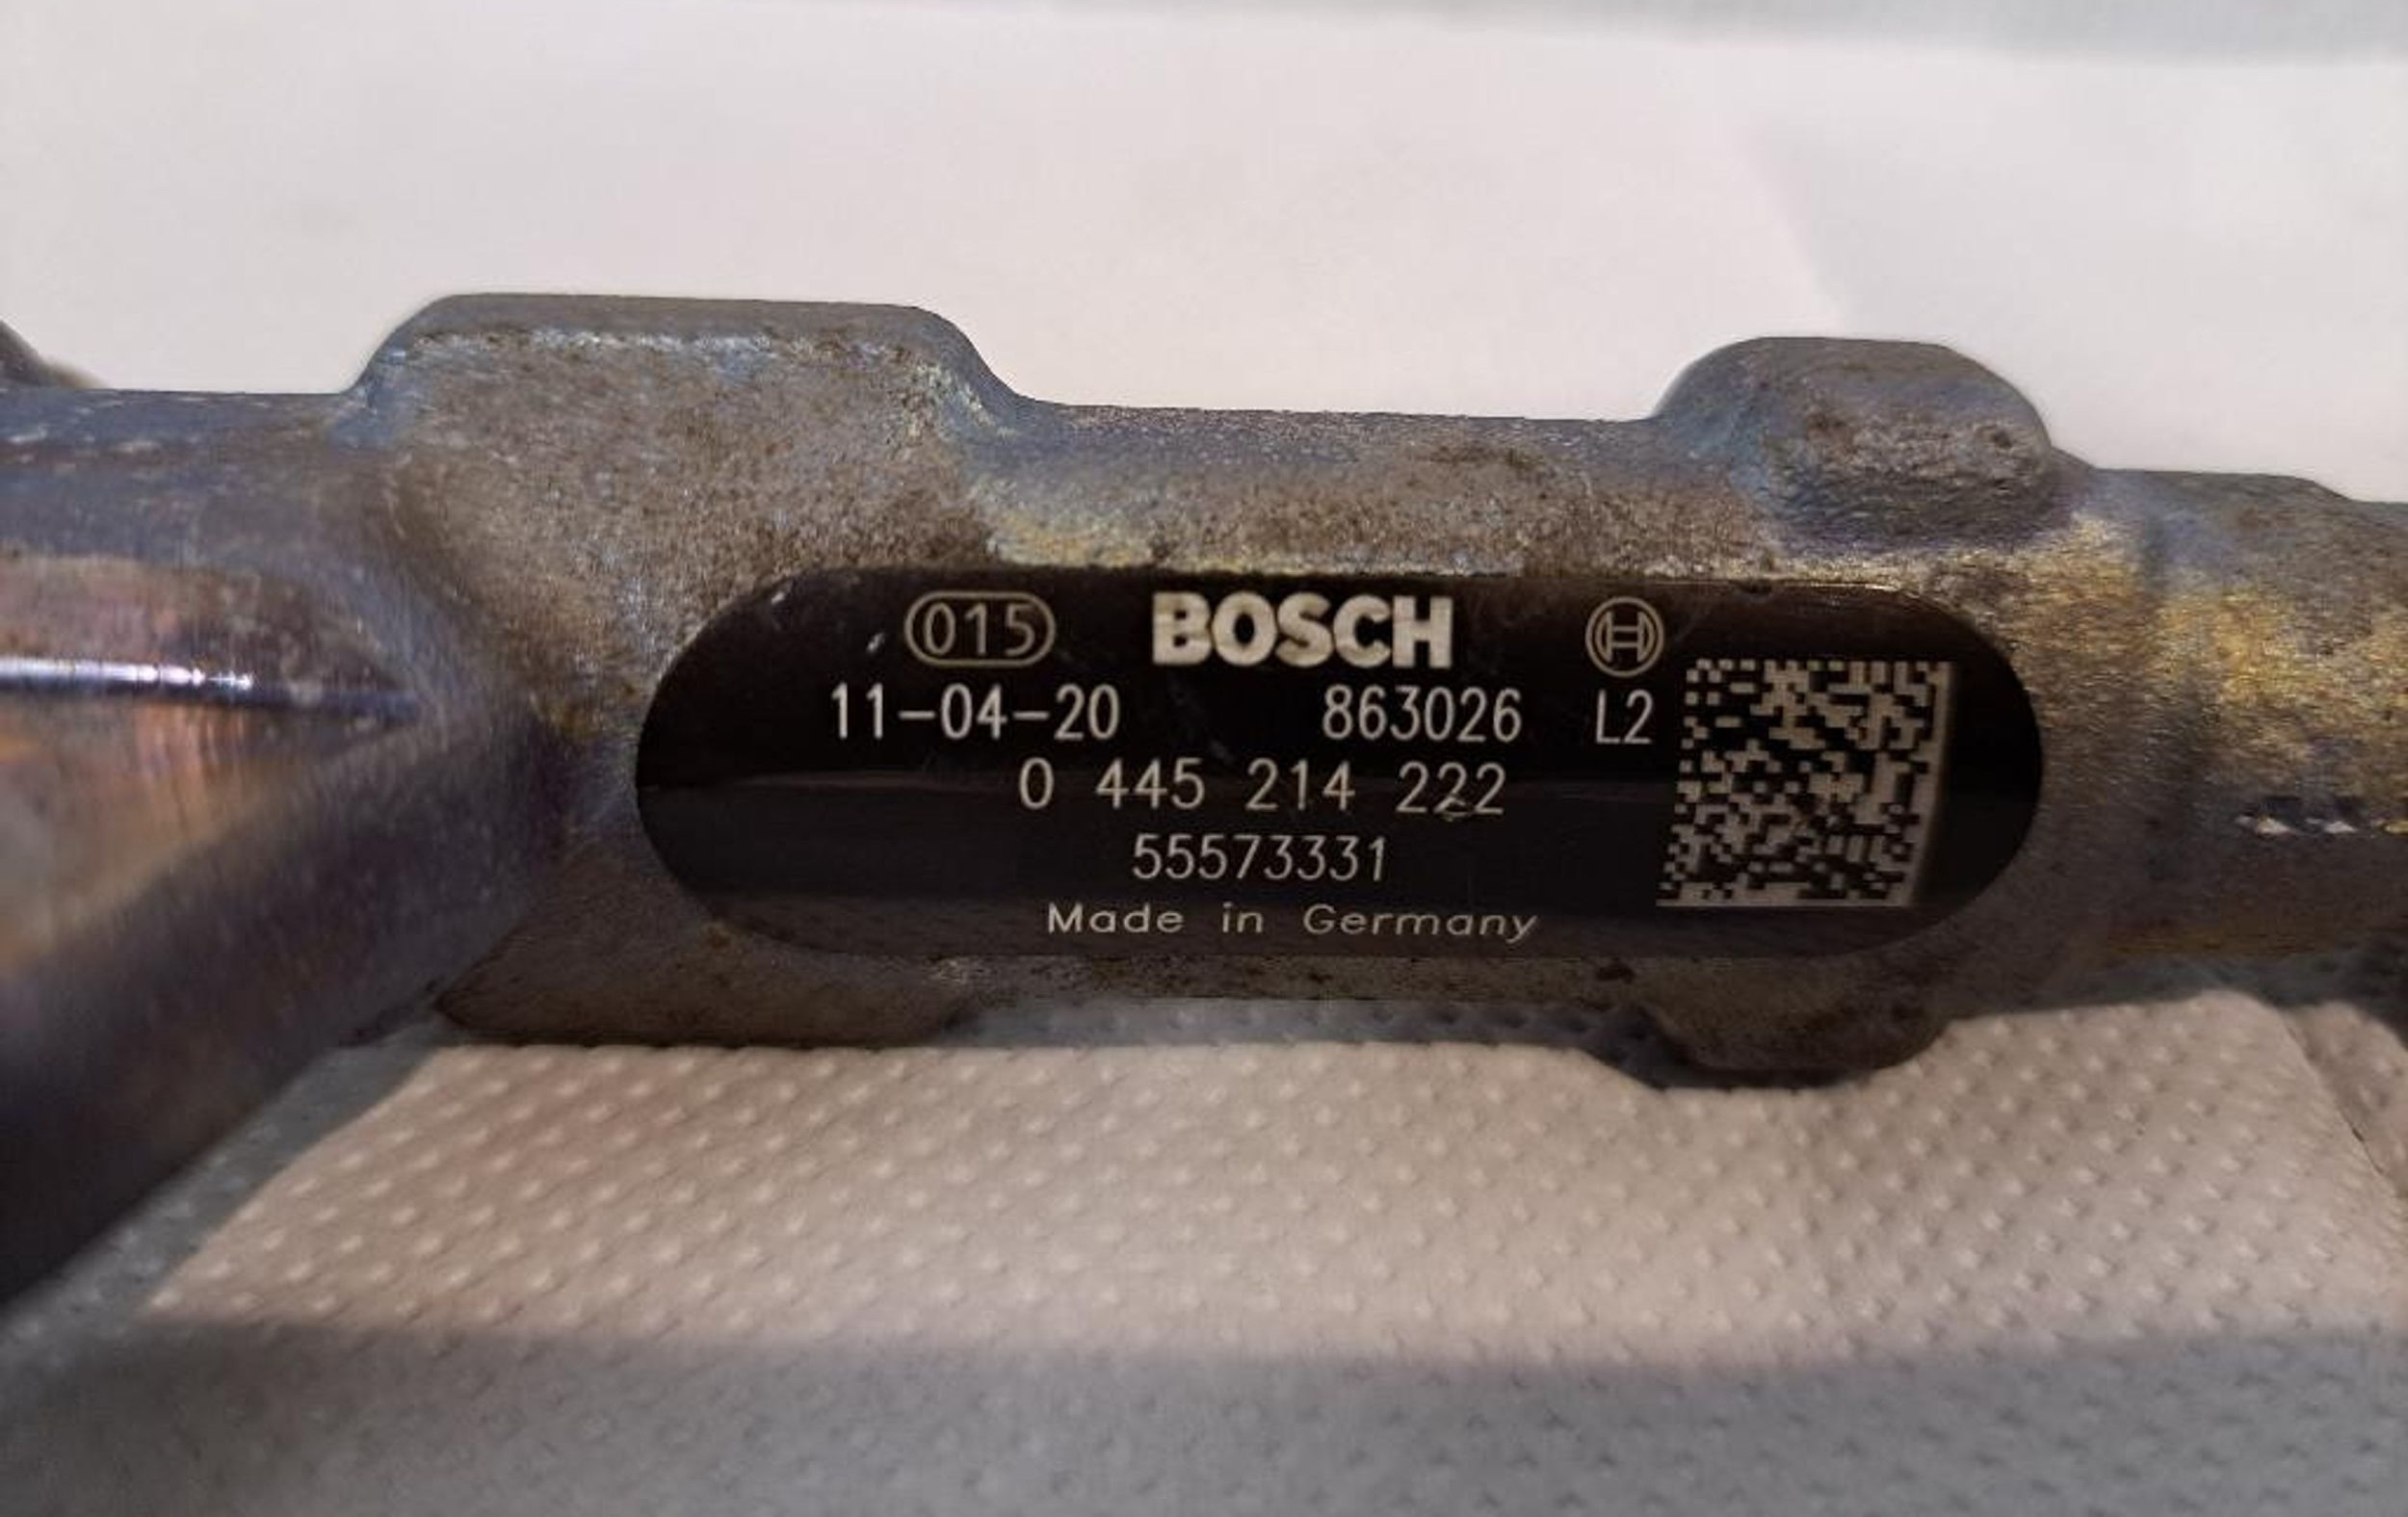 015 BOSCH
11-04-20 863026 L2
0 445 214 222
55573331
Made in Germany